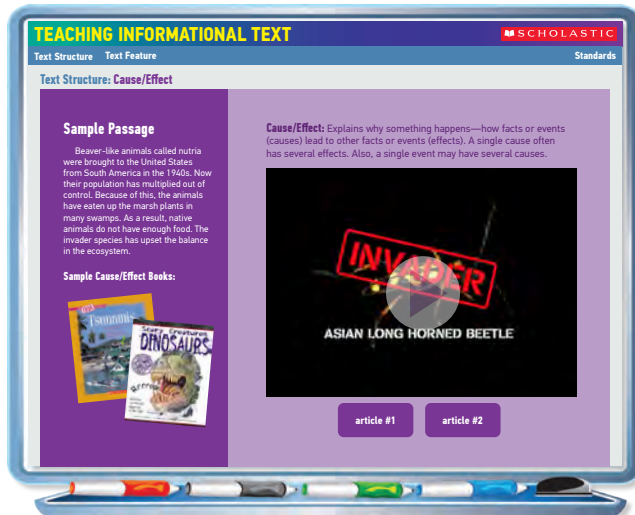 TEACHING INFORMATIONAL TEXT
SCHOLASTIC
Text Structure Text Feature
Standards
Text Structure: Cause/Effect
Sample Passage
Beaver-like animals called nutria
were brought to the United States
from South America in the 1940s. Now
their population has multiplied out of
control. Because of this, the animals
have eaten up the marsh plants in
many swamps. As a result, native
animals do not have enough food. The
invader species has upset the balance
in the ecosystem.
Sample Cause/Effect Books:
Tsunamis
Scary Creatures
DINOSAURS
Cause/Effect: Explains why something happens—how facts or events
(causes) lead to other facts or events (effects). A single cause often
has several effects. Also, a single event may have several causes.
INVADER
ASIAN LONG HORNED BEETLE
article #1
article #2